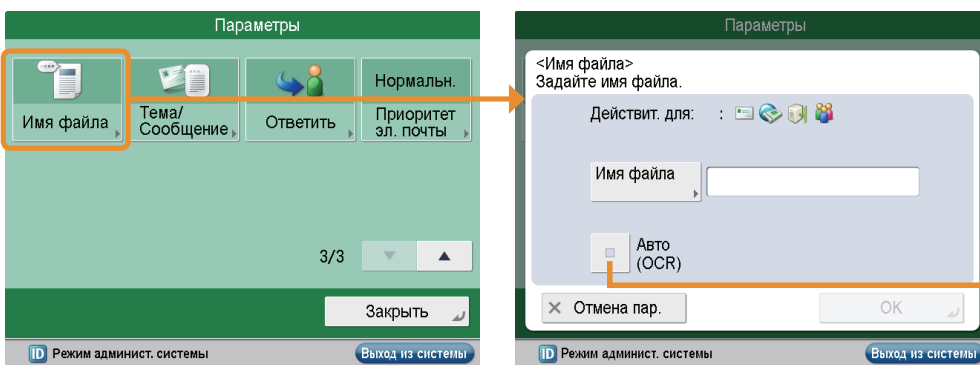 Параметры
Имя файла
Тема/
Сообщение
Ответить
Нормальн.
Приоритет
эл. почты
3/3
Закрыть
ID Режим админист. системы
Выход из системы
Параметры
<Имя файла>
Задайте имя файла.
Действит. для: :
Имя файла
Авто
(OCR)
Отмена пар.
OK
ID Режим админист. системы
Выход из системы